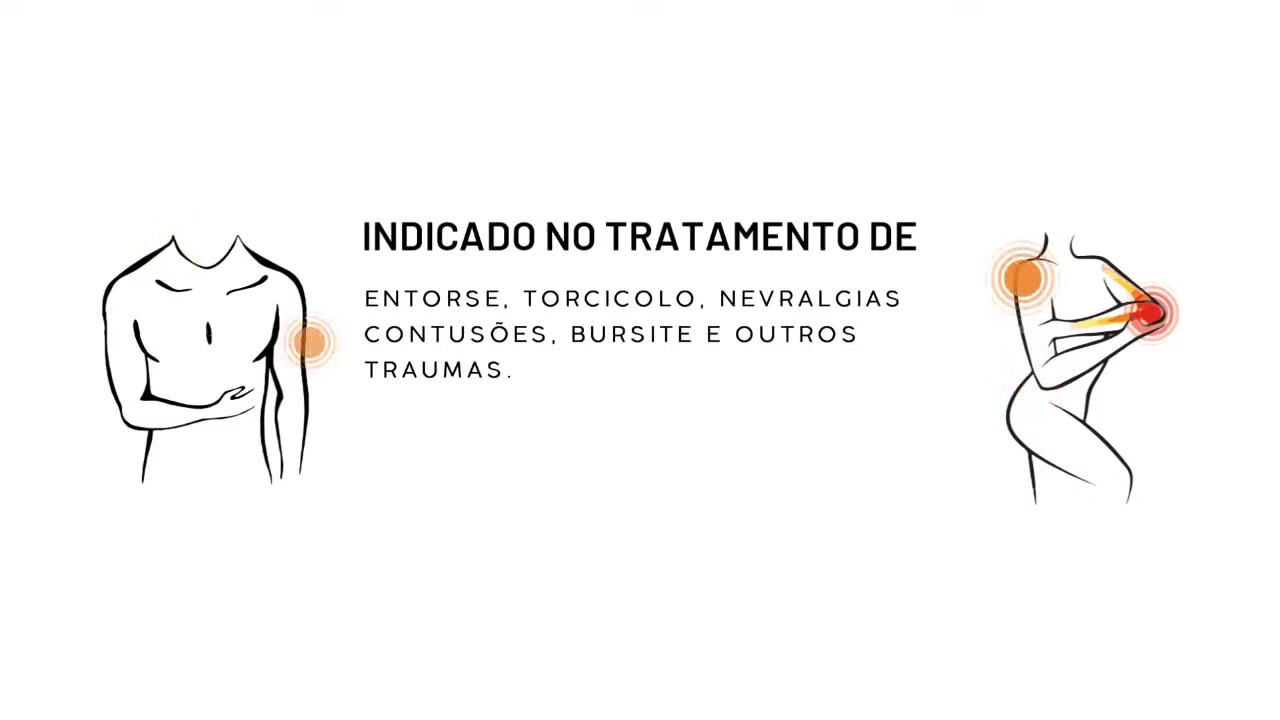 INDICADO NO TRATAMENTO DE
ENTORSE, TORCICOLO, NEVRALGIAS
CONTUSÕES, BURSITE E OUTROS
TRAUMAS.